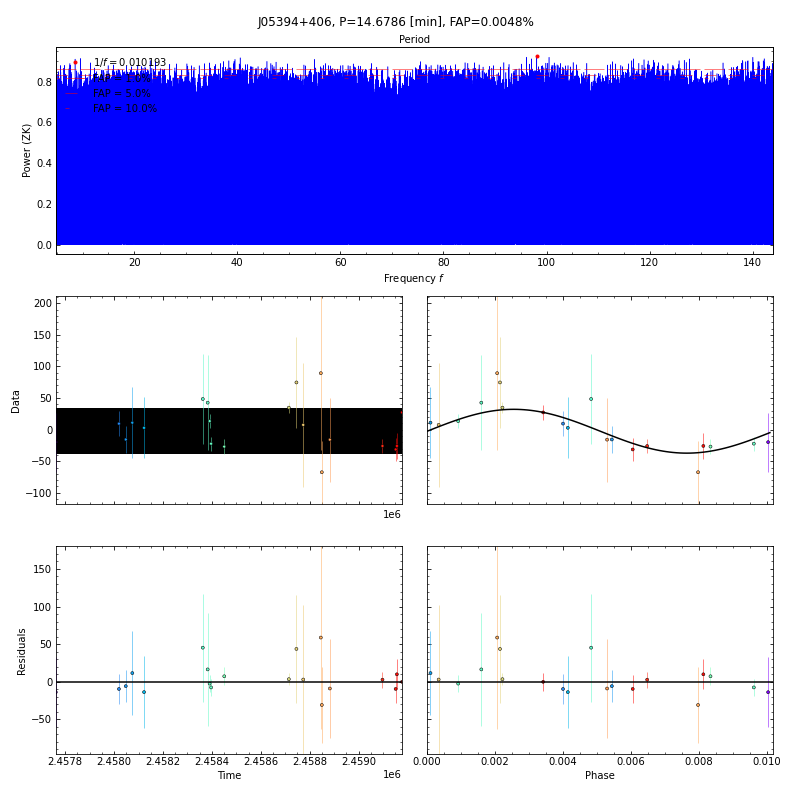 J05394+406, P=14.6786 [min], FAP=0.0048%
Period
1/f = 0.010193
FAP = 5.0%
FAP = 10.0%
0.8
0.6
0.4
0.2
0.0
Power (ZK)
20 40 60 80 100 120 140
Frequency f
200
150
100
50
0
−50
−100
Data
1e6
150
100
50
0
−50
Residuals
2.4578 2.4580 2.4582 2.4584 2.4586 2.4588 2.4590
1e6
Time
0.000 0.002 0.004 0.006 0.008 0.010
Phase